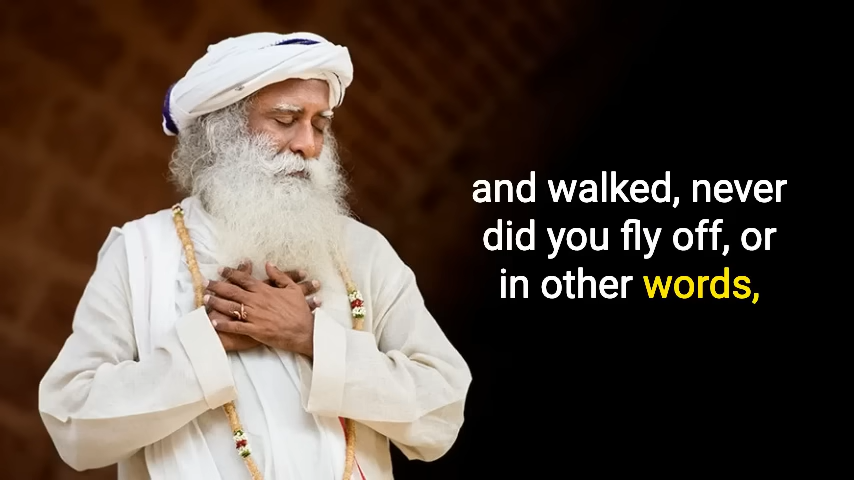 and walked, never
did you fly off, or
in other words,